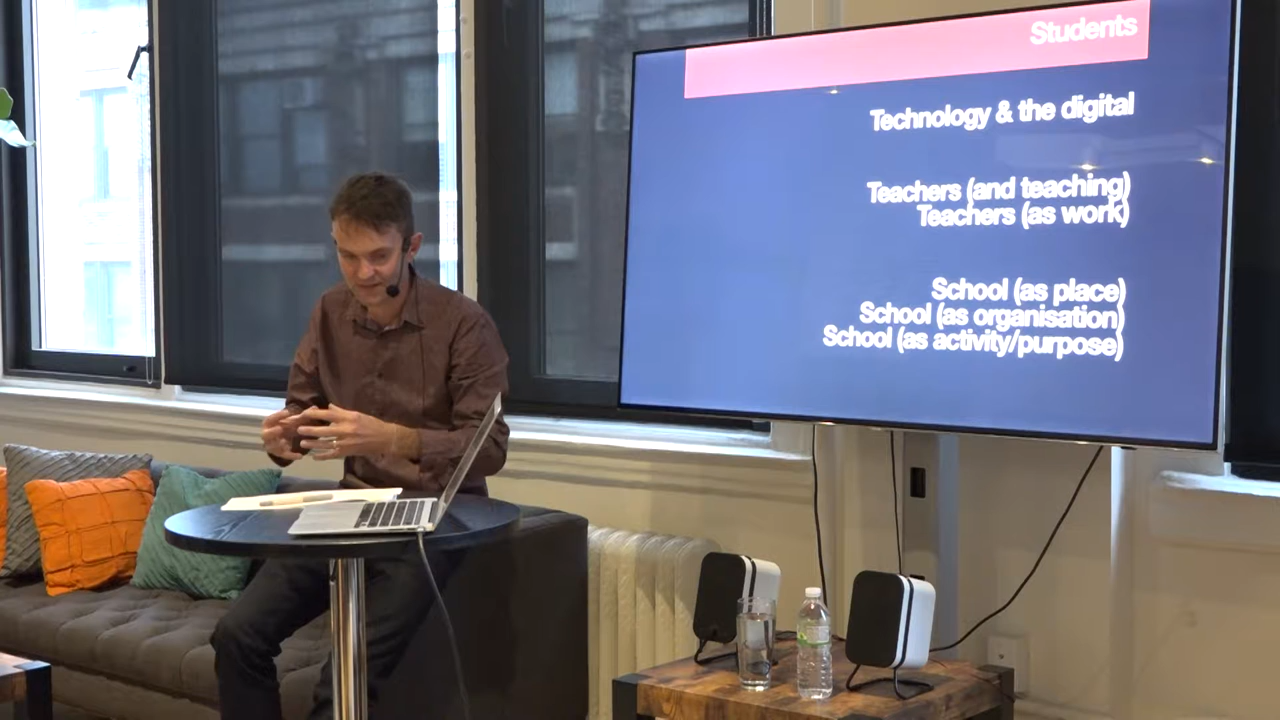 Students
Technology & the digital
Teachers (and teaching)
Teachers (as work)
School (as place)
School (as organisation)
School (as activity/purpose)